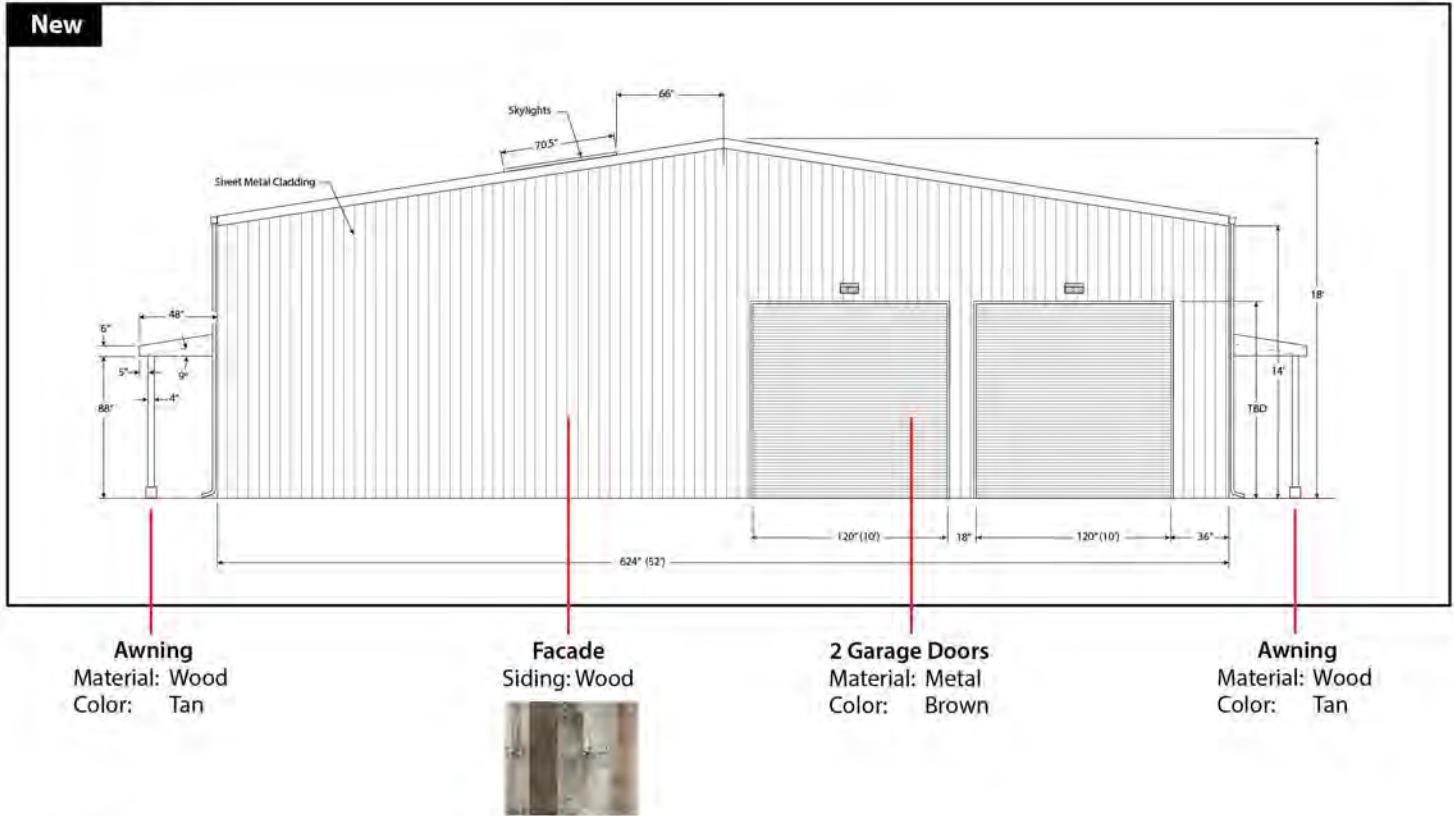 New
66"
Skylights
70.5"
Sheet Metal Cladding
18'
48"
6"
14'
5"
9"
4"
88"
TBD
120" (10')
18"
120" (10')
36"
624" (52')
Awning
Material: Wood
Color: Tan
Facade
Siding: Wood
2 Garage Doors
Material: Metal
Color: Brown
Awning
Material: Wood
Color: Tan